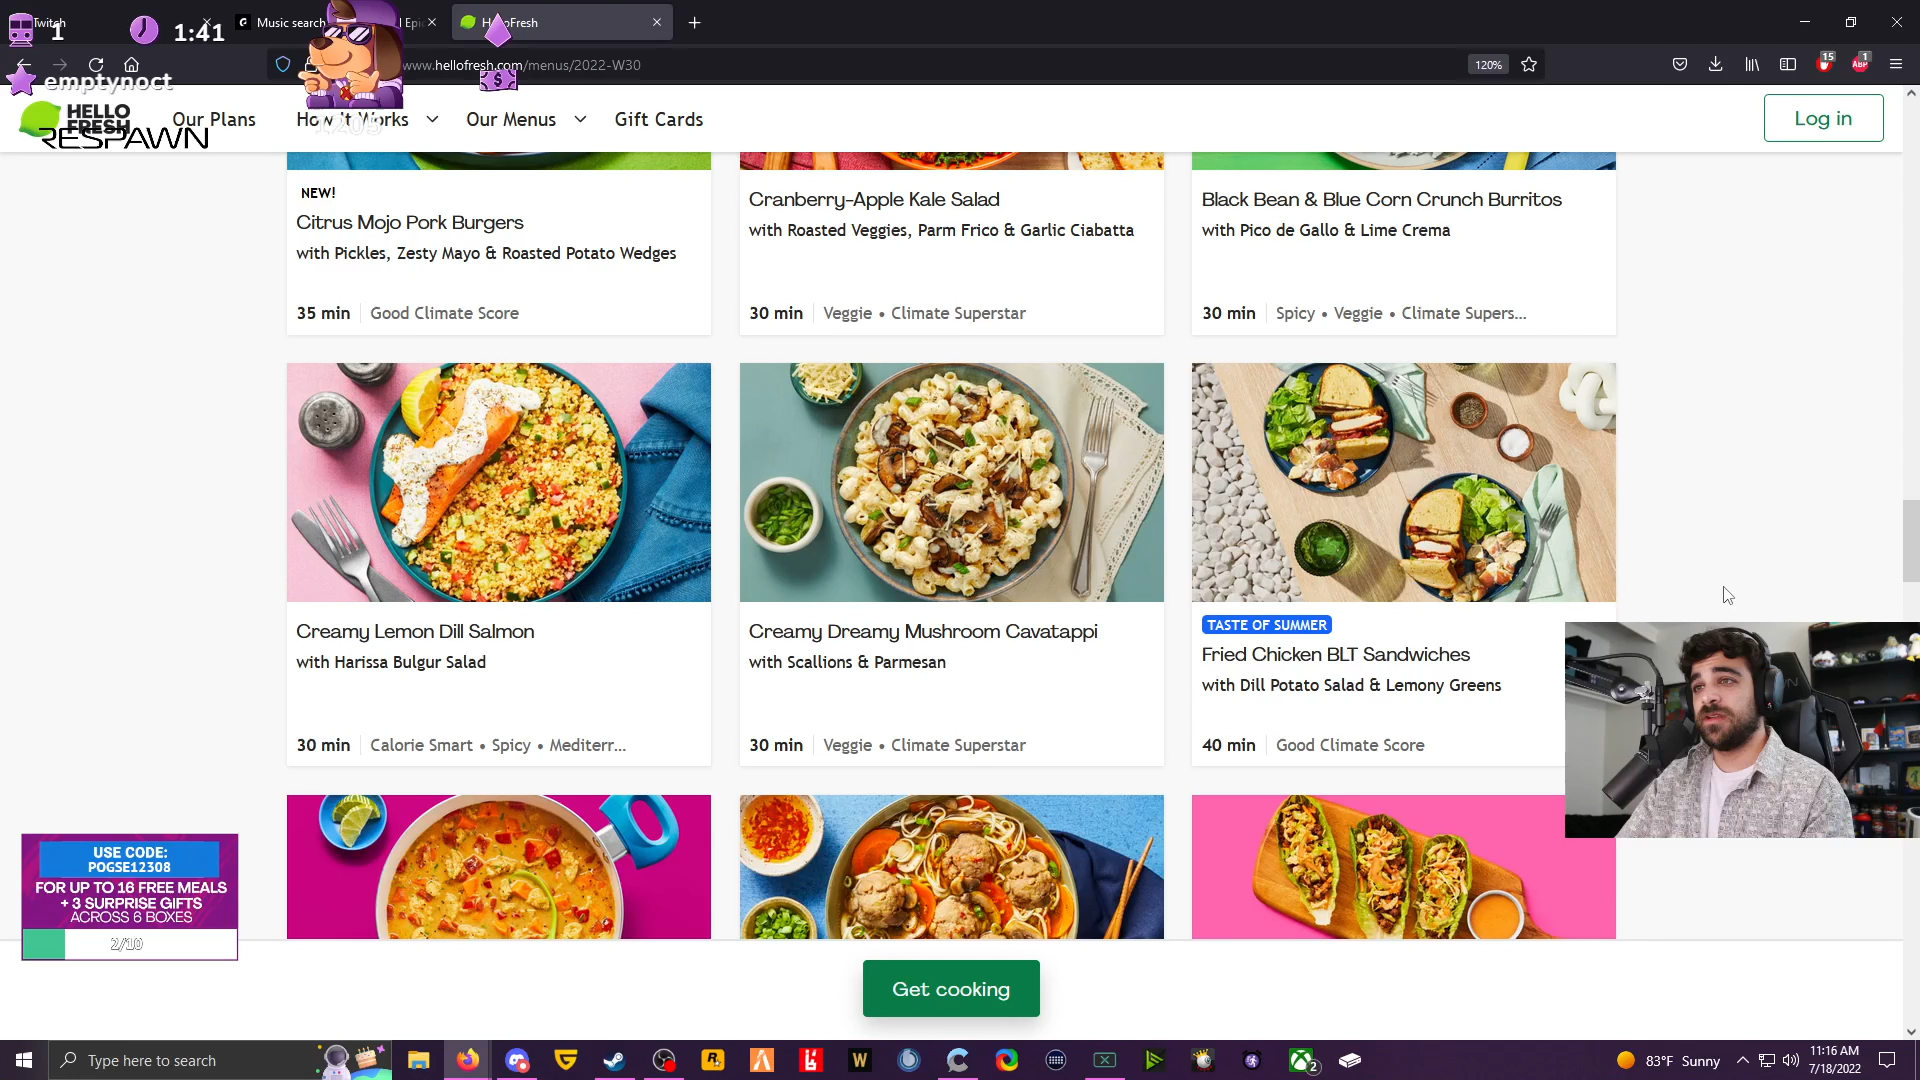 Twitch
Music search
Epi
HelloFresh
1
1:41
www.hellofresh.com/menus/2022-W30
120%
15
1
ABP
emptynoct
HELLO
FRESH
RESPAWN
Our Plans
How it Works
1205
Our Menus
Gift Cards
Log in
NEW!
Citrus Mojo Pork Burgers
with Pickles, Zesty Mayo & Roasted Potato Wedges
35 min
Good Climate Score
Cranberry-Apple Kale Salad
with Roasted Veggies, Parm Frico & Garlic Ciabatta
30 min
Veggie • Climate Superstar
Black Bean & Blue Corn Crunch Burritos
with Pico de Gallo & Lime Crema
30 min
Spicy • Veggie • Climate Supers...
Creamy Lemon Dill Salmon
with Harissa Bulgur Salad
30 min
Calorie Smart • Spicy • Mediterr...
Creamy Dreamy Mushroom Cavatappi
with Scallions & Parmesan
30 min
Veggie • Climate Superstar
TASTE OF SUMMER
Fried Chicken BLT Sandwiches
with Dill Potato Salad & Lemony Greens
40 min
Good Climate Score
USE CODE:
POGSE12308
FOR UP TO 16 FREE MEALS
+ 3 SURPRISE GIFTS
ACROSS 6 BOXES
2/10
Get cooking
Type here to search
83°F Sunny
11:16 AM
7/18/2022